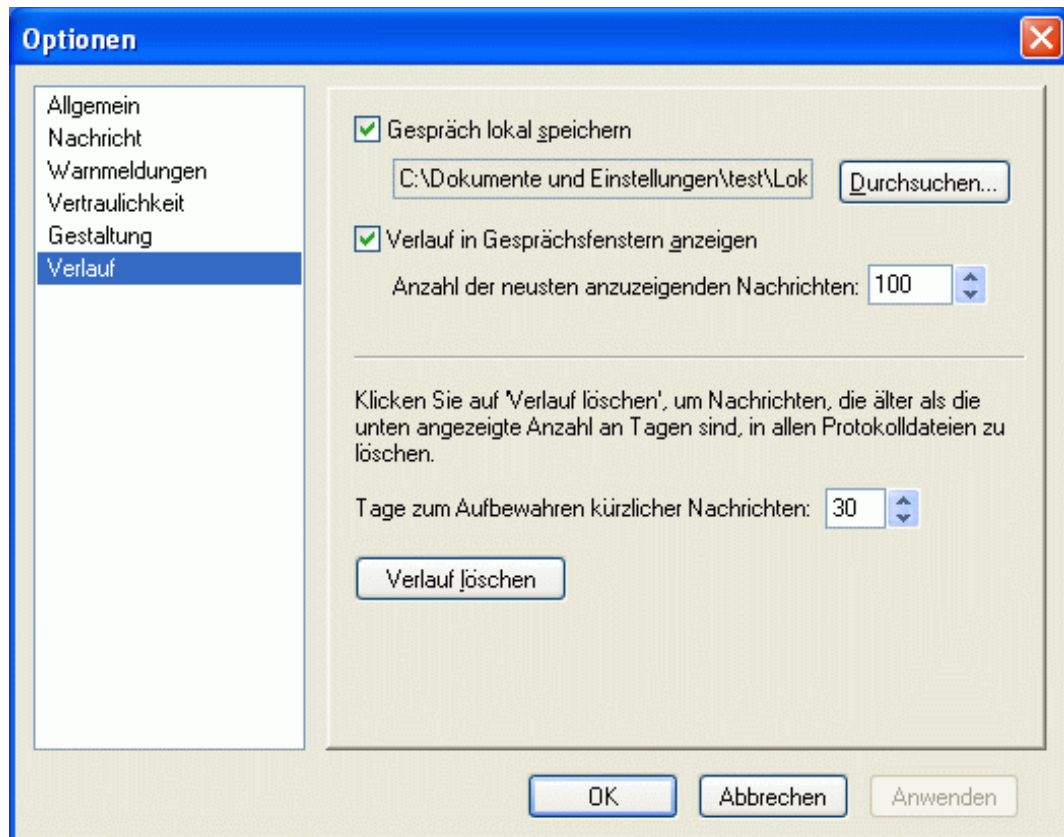 Optionen
Allgemein
Nachricht
Warnmeldungen
Vertraulichkeit
Gestaltung
Verlauf
Gespräch lokal speichern
C:\Dokumente und Einstellungen\test\Lok
Durchsuchen...
Verlauf in Gesprächsfenstern anzeigen
Anzahl der neusten anzuzeigenden Nachrichten: 100
Klicken Sie auf 'Verlauf löschen', um Nachrichten, die älter als die
unten angezeigte Anzahl an Tagen sind, in allen Protokolldateien zu
löschen.
Tage zum Aufbewahren kürzlicher Nachrichten: 30
Verlauf löschen
OK
Abbrechen
Anwenden